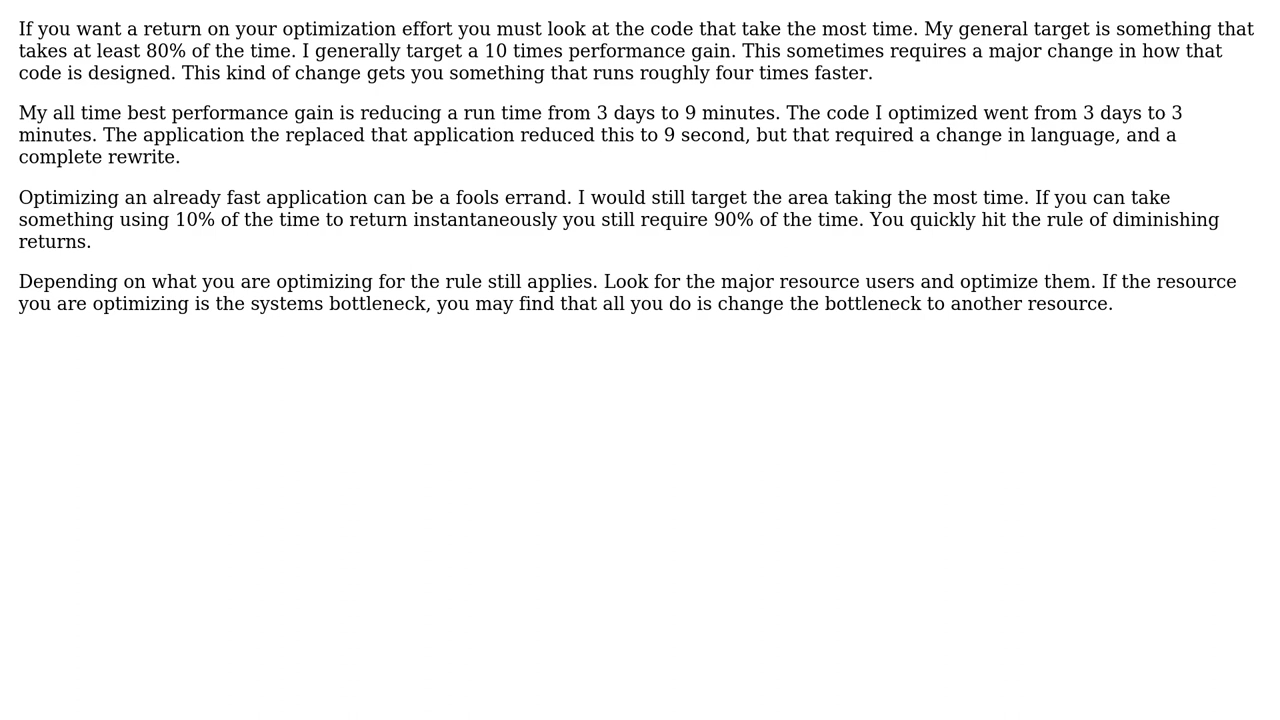 If you want a return on your optimization effort you must look at the code that take the most time. My general target is something that
takes at least 80% of the time. I generally target a 10 times performance gain. This sometimes requires a major change in how that
code is designed. This kind of change gets you something that runs roughly four times faster.
My all time best performance gain is reducing a run time from 3 days to 9 minutes. The code I optimized went from 3 days to 3
minutes. The application the replaced that application reduced this to 9 second, but that required a change in language, and a
complete rewrite.
Optimizing an already fast application can be a fools errand. I would still target the area taking the most time. If you can take
something using 10% of the time to return instantaneously you still require 90% of the time. You quickly hit the rule of diminishing
returns.
Depending on what you are optimizing for the rule still applies. Look for the major resource users and optimize them. If the resource
you are optimizing is the systems bottleneck, you may find that all you do is change the bottleneck to another resource.